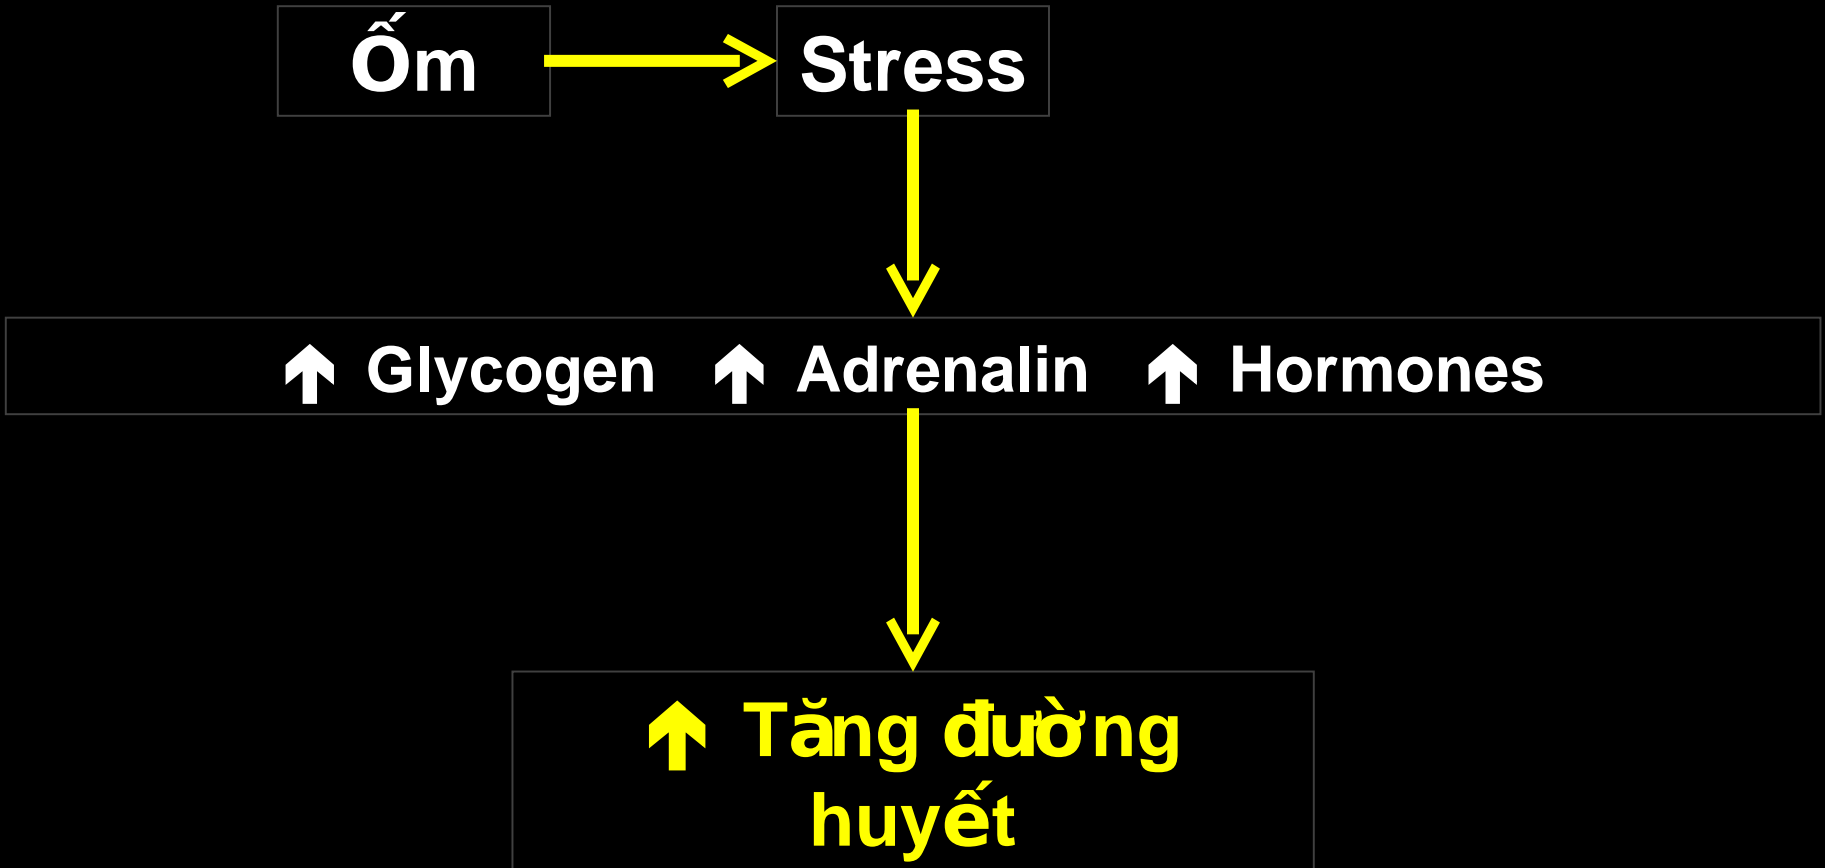 Ốm
Stress
↑ Glycogen ↑ Adrenalin ↑ Hormones
↑ Tăng đường
huyết